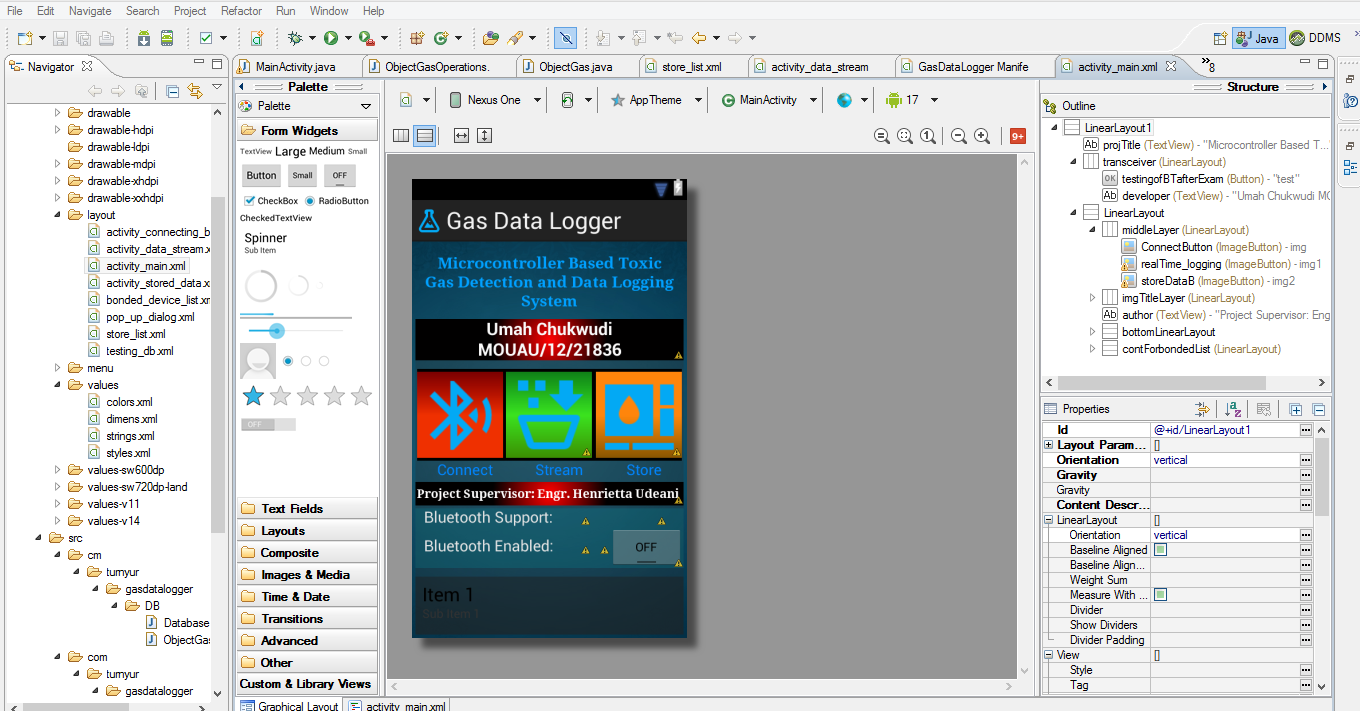 File Edit Navigate Search Project Refactor Run Window Help
Java DDMS
Navigator
drawable
drawable-hdpi
drawable-ldpi
drawable-mdpi
drawable-xhdpi
drawable-xxhdpi
layout
activity_connecting_b
activity_data_stream.x
activity_main.xml
activity_stored_data.x
bonded_device_list.xm
pop_up_dialog.xml
store_list.xml
testing_db.xml
menu
values
colors.xml
dimens.xml
strings.xml
styles.xml
values-sw600dp
values-sw720dp-land
values-v11
values-v14
src
cm
tumyur
gasdatalogger
DB
Database
ObjectGas
com
tumyur
gasdatalogger
MainActivity.java ObjectGasOperations. ObjectGas.java store_list.xml activity_data_stream GasDataLogger Manife activity_main.xml 8
Palette
Palette
Form Widgets
TextView Large Medium Small
Button Small OFF
CheckBox RadioButton
CheckedTextView
Spinner
Sub Item
OFF
Text Fields
Layouts
Composite
Images & Media
Time & Date
Transitions
Advanced
Other
Custom & Library Views
Nexus One AppTheme MainActivity 17
9+
Gas Data Logger
Microcontroller Based Toxic
Gas Detection and Data Logging
System
Umah Chukwudi
MOUAU/12/21836
Connect Stream Store
Project Supervisor: Engr. Henrietta Udeani
Bluetooth Support:
Bluetooth Enabled: OFF
Item 1
Sub Item 1
Graphical Layout activity_main.xml
Structure
Outline
LinearLayout1
Ab projTitle (TextView) - "Microcontroller Based T...
transceiver (LinearLayout)
OK testingofBTafterExam (Button) - "test"
Ab developer (TextView) - "Umah Chukwudi MO
LinearLayout
middleLayer (LinearLayout)
ConnectButton (ImageButton) - img
realTime_logging (ImageButton) - img1
storeDataB (ImageButton) - img2
imgTitleLayer (LinearLayout)
Ab author (TextView) - "Project Supervisor: Eng
bottomLinearLayout
contForbondedList (LinearLayout)
Properties
Id @+id/LinearLayout1
Layout Param... []
Orientation vertical
Gravity
Gravity
Content Descr...
LinearLayout []
Orientation vertical
Baseline Aligned
Baseline Align...
Weight Sum
Measure With ...
Divider
Show Dividers
Divider Padding
View []
Style
Tag